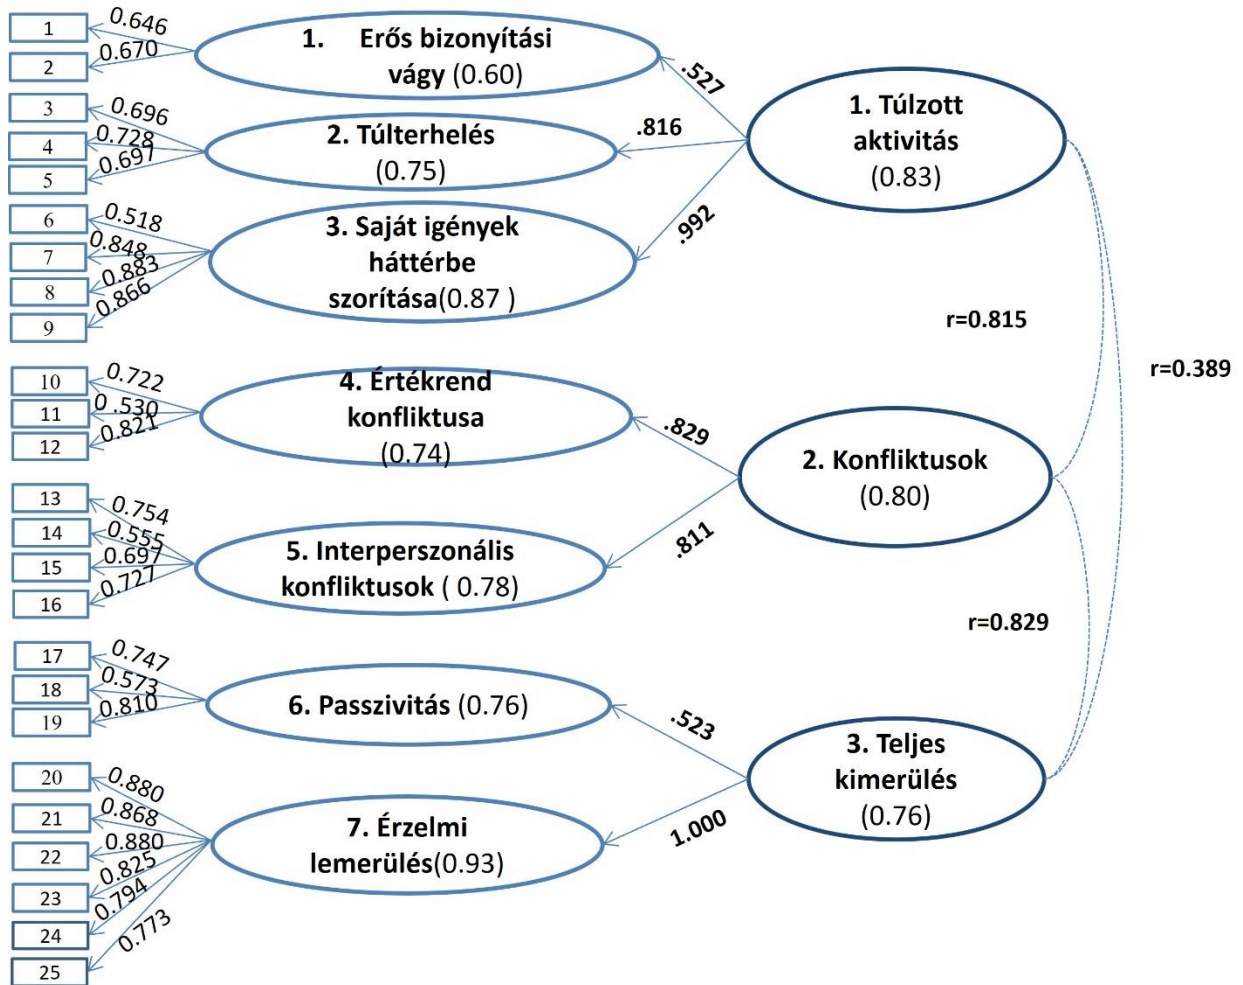 1
2
0.646
0.670
1. Erős bizonyítási
vágy (0.60)
3
4
5
0.696
0.728
0.697
2. Túlterhelés
(0.75)
6
7
8
9
0.518
0.848
0.883
0.866
3. Saját igények
háttérbe
szorítása(0.87 )
.527
.816
.992
1. Túlzott
aktivitás
(0.83)
10
11
12
0.722
0 .530
0.821
4. Értékrend
konfliktusa
(0.74)
13
14
15
16
0.754
0.555
0.697
0.727
5. Interperszonális
konfliktusok ( 0.78)
.829
.811
2. Konfliktusok
(0.80)
17
18
19
0.747
0.573
0.810
6. Passzivitás (0.76)
20
21
22
23
24
25
0.880
0.868
0.880
0.825
0.794
0.773
7. Érzelmi
lemerülés(0.93)
.523
1.000
3. Teljes
kimerülés
(0.76)
r=0.815
r=0.389
r=0.829